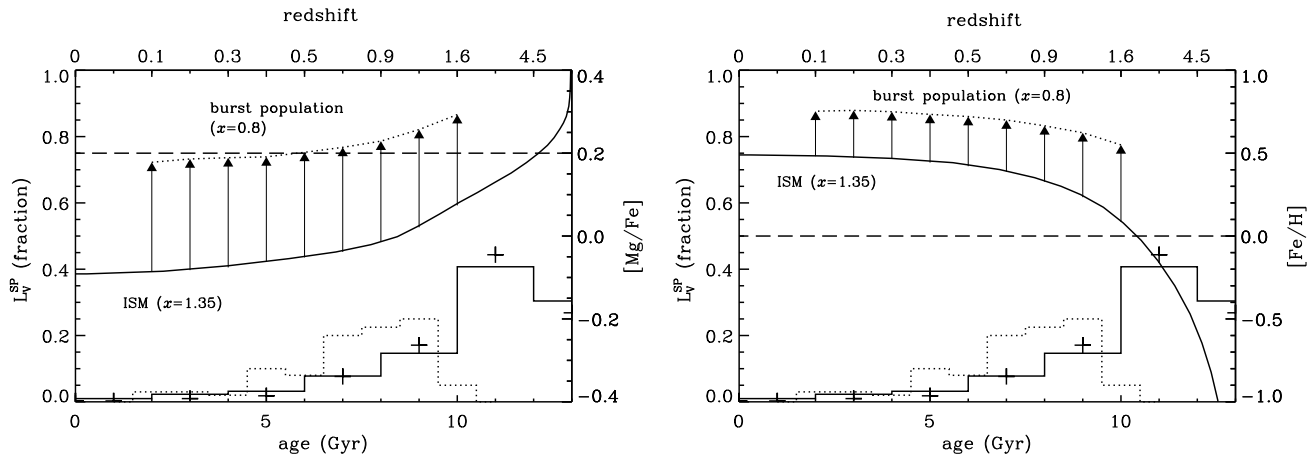 redshift
0 0.1 0.3 0.5 0.9 1.6 4.5
1.0
0.8
0.6
0.4
0.2
0.0
L_V^SP (fraction)
burst population
(x=0.8)
ISM (x=1.35)
0.4
0.2
0.0
−0.2
−0.4
[Mg/Fe]
0 5 10
age (Gyr)
redshift
0 0.1 0.3 0.5 0.9 1.6 4.5
1.0
0.8
0.6
0.4
0.2
0.0
L_V^SP (fraction)
burst population (x=0.8)
ISM (x=1.35)
1.0
0.5
0.0
−0.5
−1.0
[Fe/H]
0 5 10
age (Gyr)